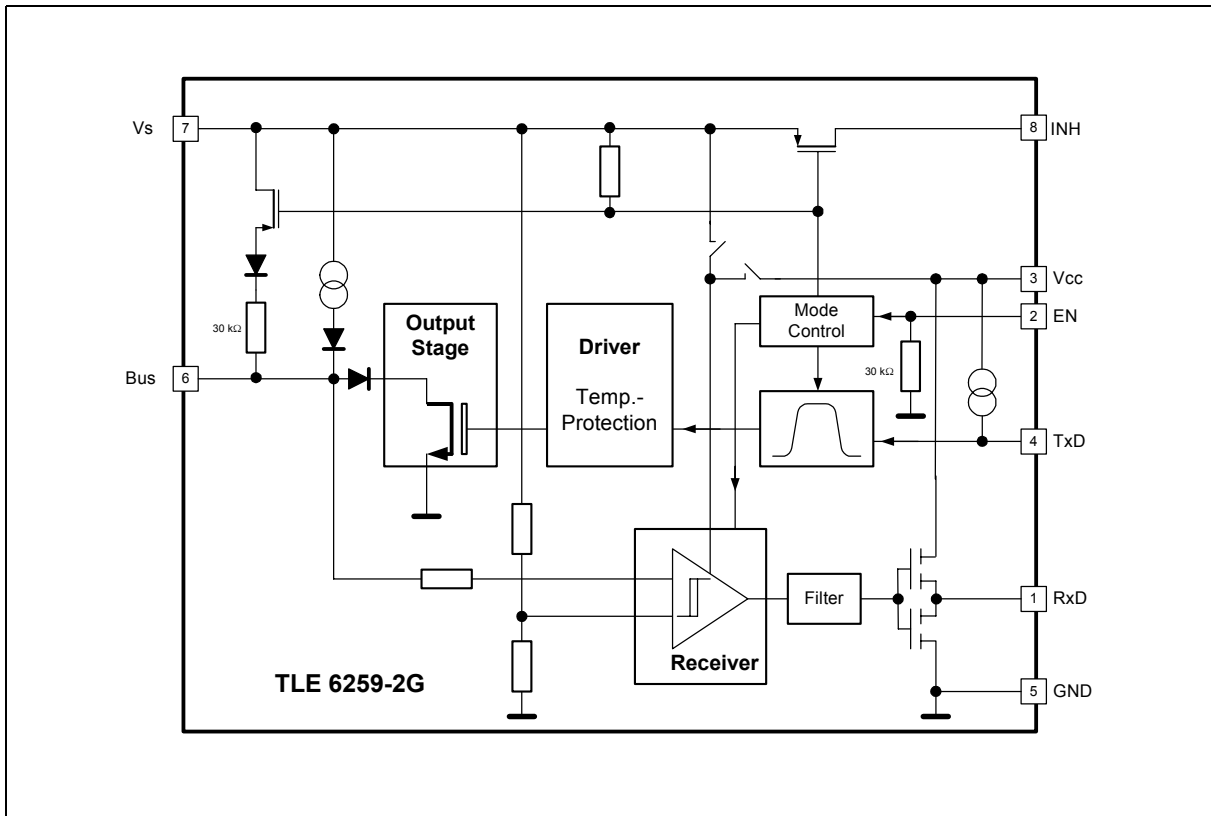 Vs 7
8 INH
3 Vcc
Mode
Control
2 EN
30 kΩ
30 kΩ
Output
Stage
Driver
Temp.-
Protection
Bus 6
4 TxD
Filter
1 RxD
Receiver
TLE 6259-2G
5 GND